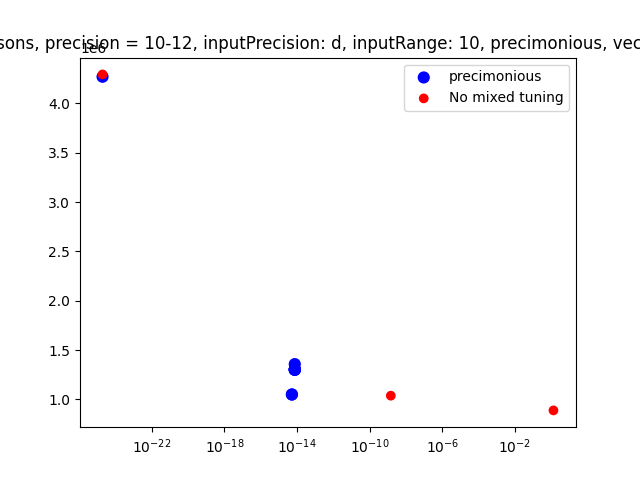 sons, precision = 10-12, inputPrecision: d, inputRange: 10, precimonious, vec
1e6
precimonious
No mixed tuning
4.0
3.5
3.0
2.5
2.0
1.5
1.0
10⁻²² 10⁻¹⁸ 10⁻¹⁴ 10⁻¹⁰ 10⁻⁶ 10⁻²